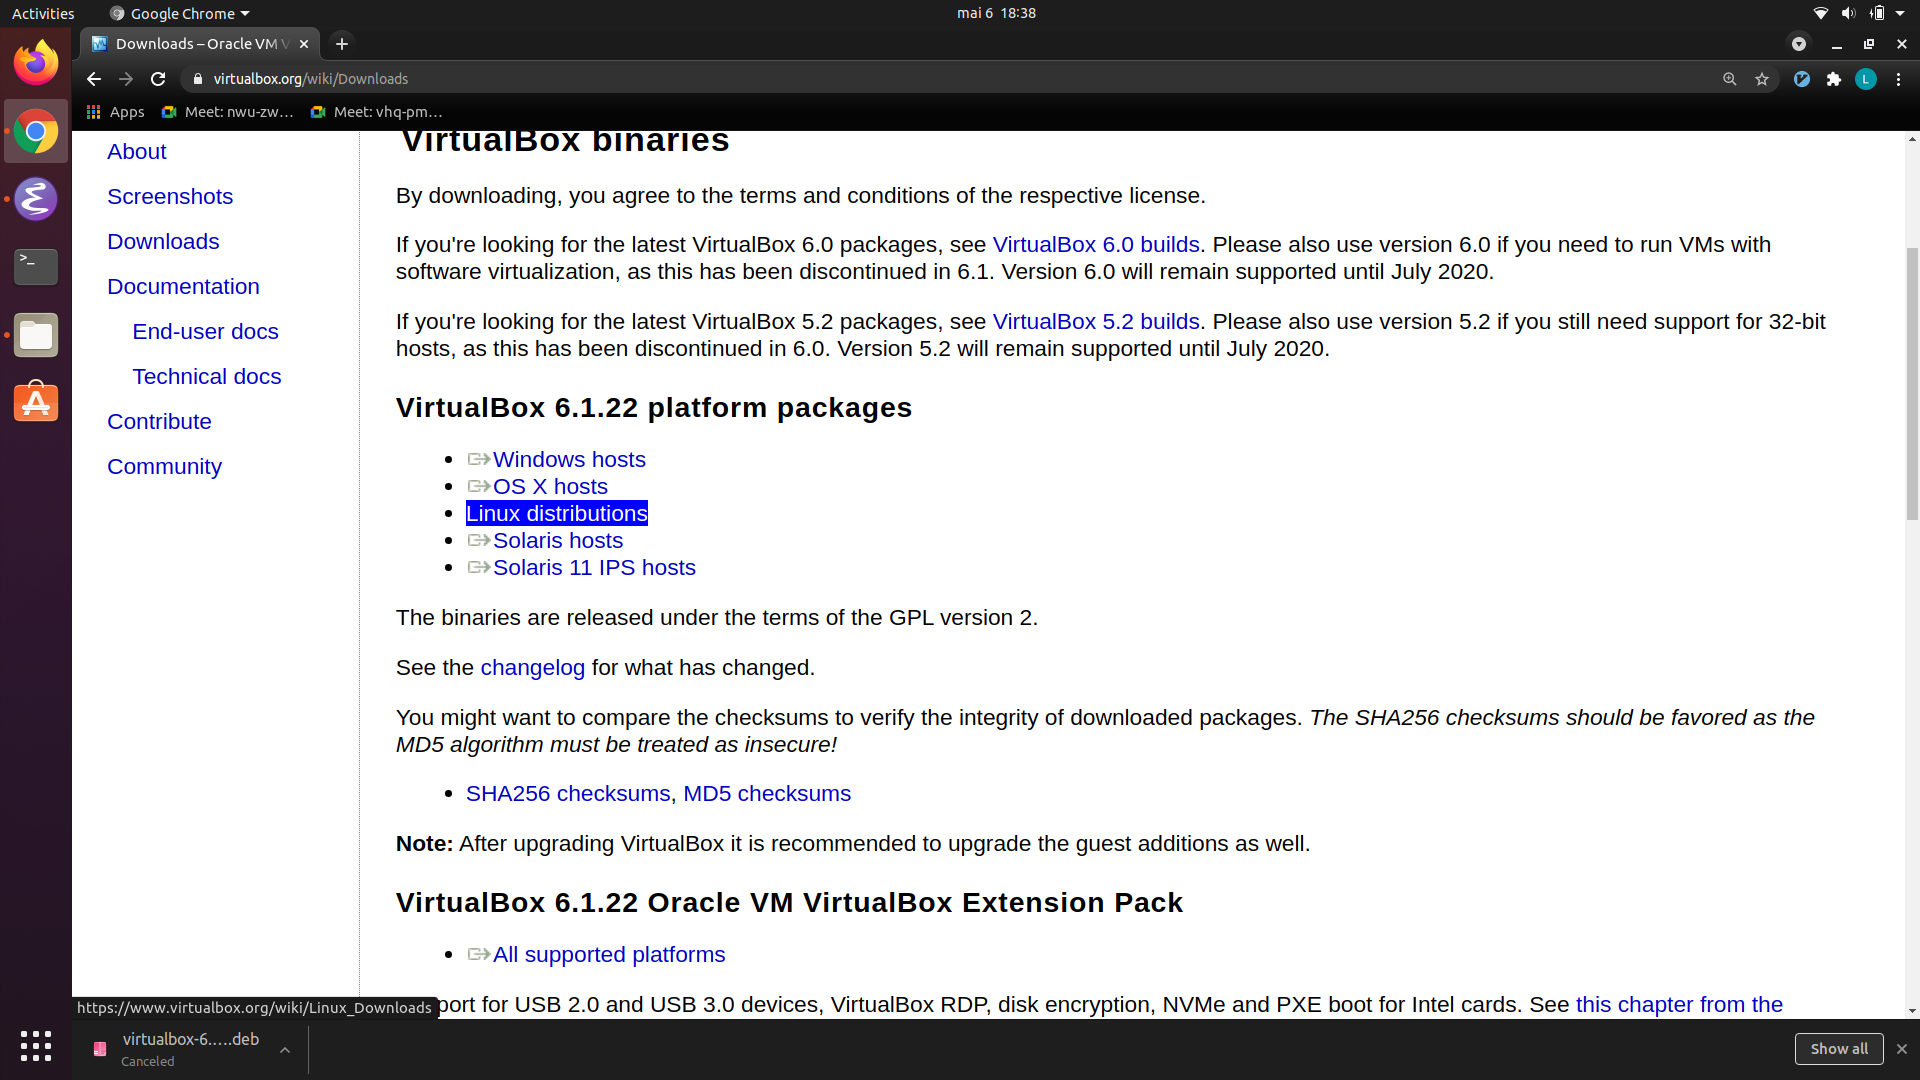 Activities
Google Chrome
mai 6 18:38
Downloads – Oracle VM V
virtualbox.org/wiki/Downloads
L
Apps
Meet: nwu-zw…
Meet: vhq-pm…
About
Screenshots
Downloads
Documentation
End-user docs
Technical docs
Contribute
Community
VirtualBox binaries
By downloading, you agree to the terms and conditions of the respective license.
If you're looking for the latest VirtualBox 6.0 packages, see VirtualBox 6.0 builds. Please also use version 6.0 if you need to run VMs with
software virtualization, as this has been discontinued in 6.1. Version 6.0 will remain supported until July 2020.
If you're looking for the latest VirtualBox 5.2 packages, see VirtualBox 5.2 builds. Please also use version 5.2 if you still need support for 32-bit
hosts, as this has been discontinued in 6.0. Version 5.2 will remain supported until July 2020.
VirtualBox 6.1.22 platform packages
Windows hosts
OS X hosts
Linux distributions
Solaris hosts
Solaris 11 IPS hosts
The binaries are released under the terms of the GPL version 2.
See the changelog for what has changed.
You might want to compare the checksums to verify the integrity of downloaded packages. The SHA256 checksums should be favored as the
MD5 algorithm must be treated as insecure!
SHA256 checksums, MD5 checksums
Note: After upgrading VirtualBox it is recommended to upgrade the guest additions as well.
VirtualBox 6.1.22 Oracle VM VirtualBox Extension Pack
All supported platforms
port for USB 2.0 and USB 3.0 devices, VirtualBox RDP, disk encryption, NVMe and PXE boot for Intel cards. See this chapter from the
https://www.virtualbox.org/wiki/Linux_Downloads
virtualbox-6.….deb
Canceled
Show all